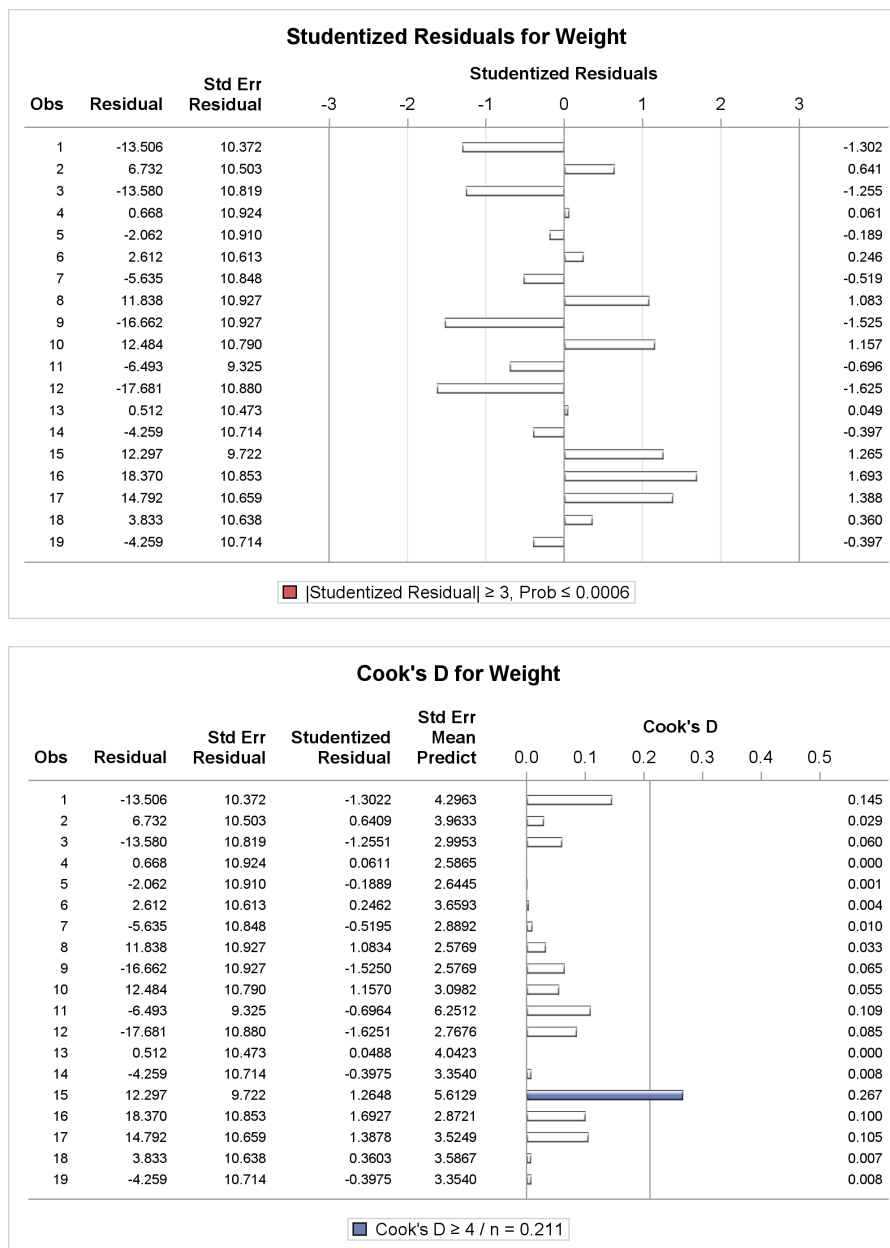 Studentized Residuals for Weight
Studentized Residuals
Std Err
Obs Residual Residual -3 -2 -1 0 1 2 3
1 -13.506 10.372 -1.302
2 6.732 10.503 0.641
3 -13.580 10.819 -1.255
4 0.668 10.924 0.061
5 -2.062 10.910 -0.189
6 2.612 10.613 0.246
7 -5.635 10.848 -0.519
8 11.838 10.927 1.083
9 -16.662 10.927 -1.525
10 12.484 10.790 1.157
11 -6.493 9.325 -0.696
12 -17.681 10.880 -1.625
13 0.512 10.473 0.049
14 -4.259 10.714 -0.397
15 12.297 9.722 1.265
16 18.370 10.853 1.693
17 14.792 10.659 1.388
18 3.833 10.638 0.360
19 -4.259 10.714 -0.397
|Studentized Residual| ≥ 3, Prob ≤ 0.0006
Cook's D for Weight
Std Err
Std Err Studentized Mean Cook's D
Obs Residual Residual Residual Predict 0.0 0.1 0.2 0.3 0.4 0.5
1 -13.506 10.372 -1.3022 4.2963 0.145
2 6.732 10.503 0.6409 3.9633 0.029
3 -13.580 10.819 -1.2551 2.9953 0.060
4 0.668 10.924 0.0611 2.5865 0.000
5 -2.062 10.910 -0.1889 2.6445 0.001
6 2.612 10.613 0.2462 3.6593 0.004
7 -5.635 10.848 -0.5195 2.8892 0.010
8 11.838 10.927 1.0834 2.5769 0.033
9 -16.662 10.927 -1.5250 2.5769 0.065
10 12.484 10.790 1.1570 3.0982 0.055
11 -6.493 9.325 -0.6964 6.2512 0.109
12 -17.681 10.880 -1.6251 2.7676 0.085
13 0.512 10.473 0.0488 4.0423 0.000
14 -4.259 10.714 -0.3975 3.3540 0.008
15 12.297 9.722 1.2648 5.6129 0.267
16 18.370 10.853 1.6927 2.8721 0.100
17 14.792 10.659 1.3878 3.5249 0.105
18 3.833 10.638 0.3603 3.5867 0.007
19 -4.259 10.714 -0.3975 3.3540 0.008
Cook's D ≥ 4 / n = 0.211